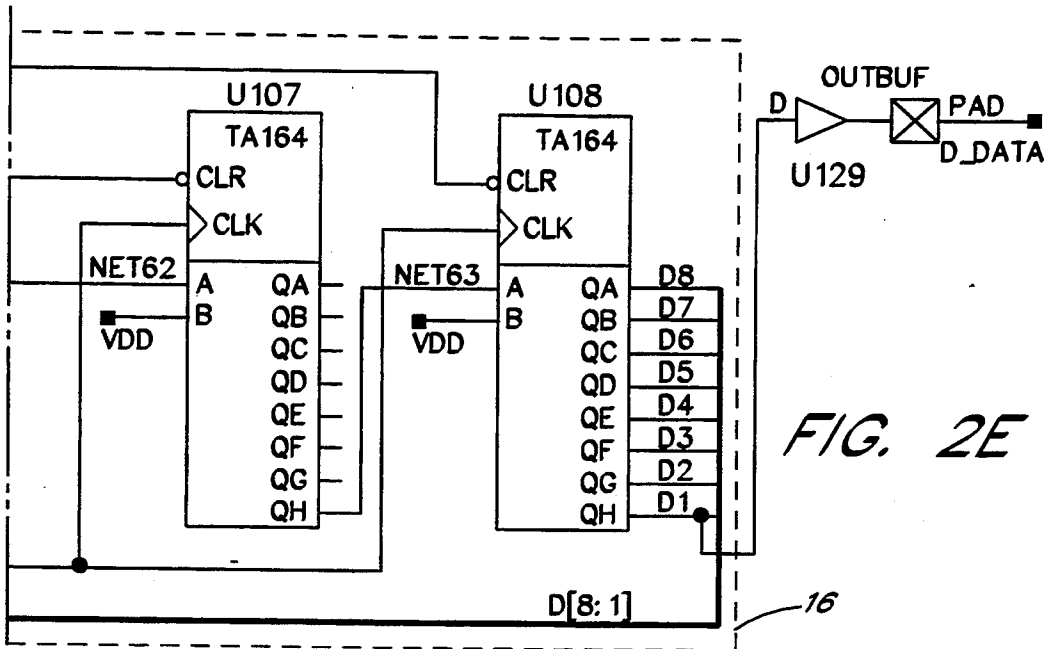 U107
TA164
CLR
CLK
NET62
A
B
VDD
QA
QB
QC
QD
QE
QF
QG
QH
U108
TA164
CLR
CLK
NET63
A
B
VDD
QA
QB
QC
QD
QE
QF
QG
QH
D8
D7
D6
D5
D4
D3
D2
D1
D[8:1]
16
OUTBUF
D
U129
PAD
D_DATA
FIG. 2E